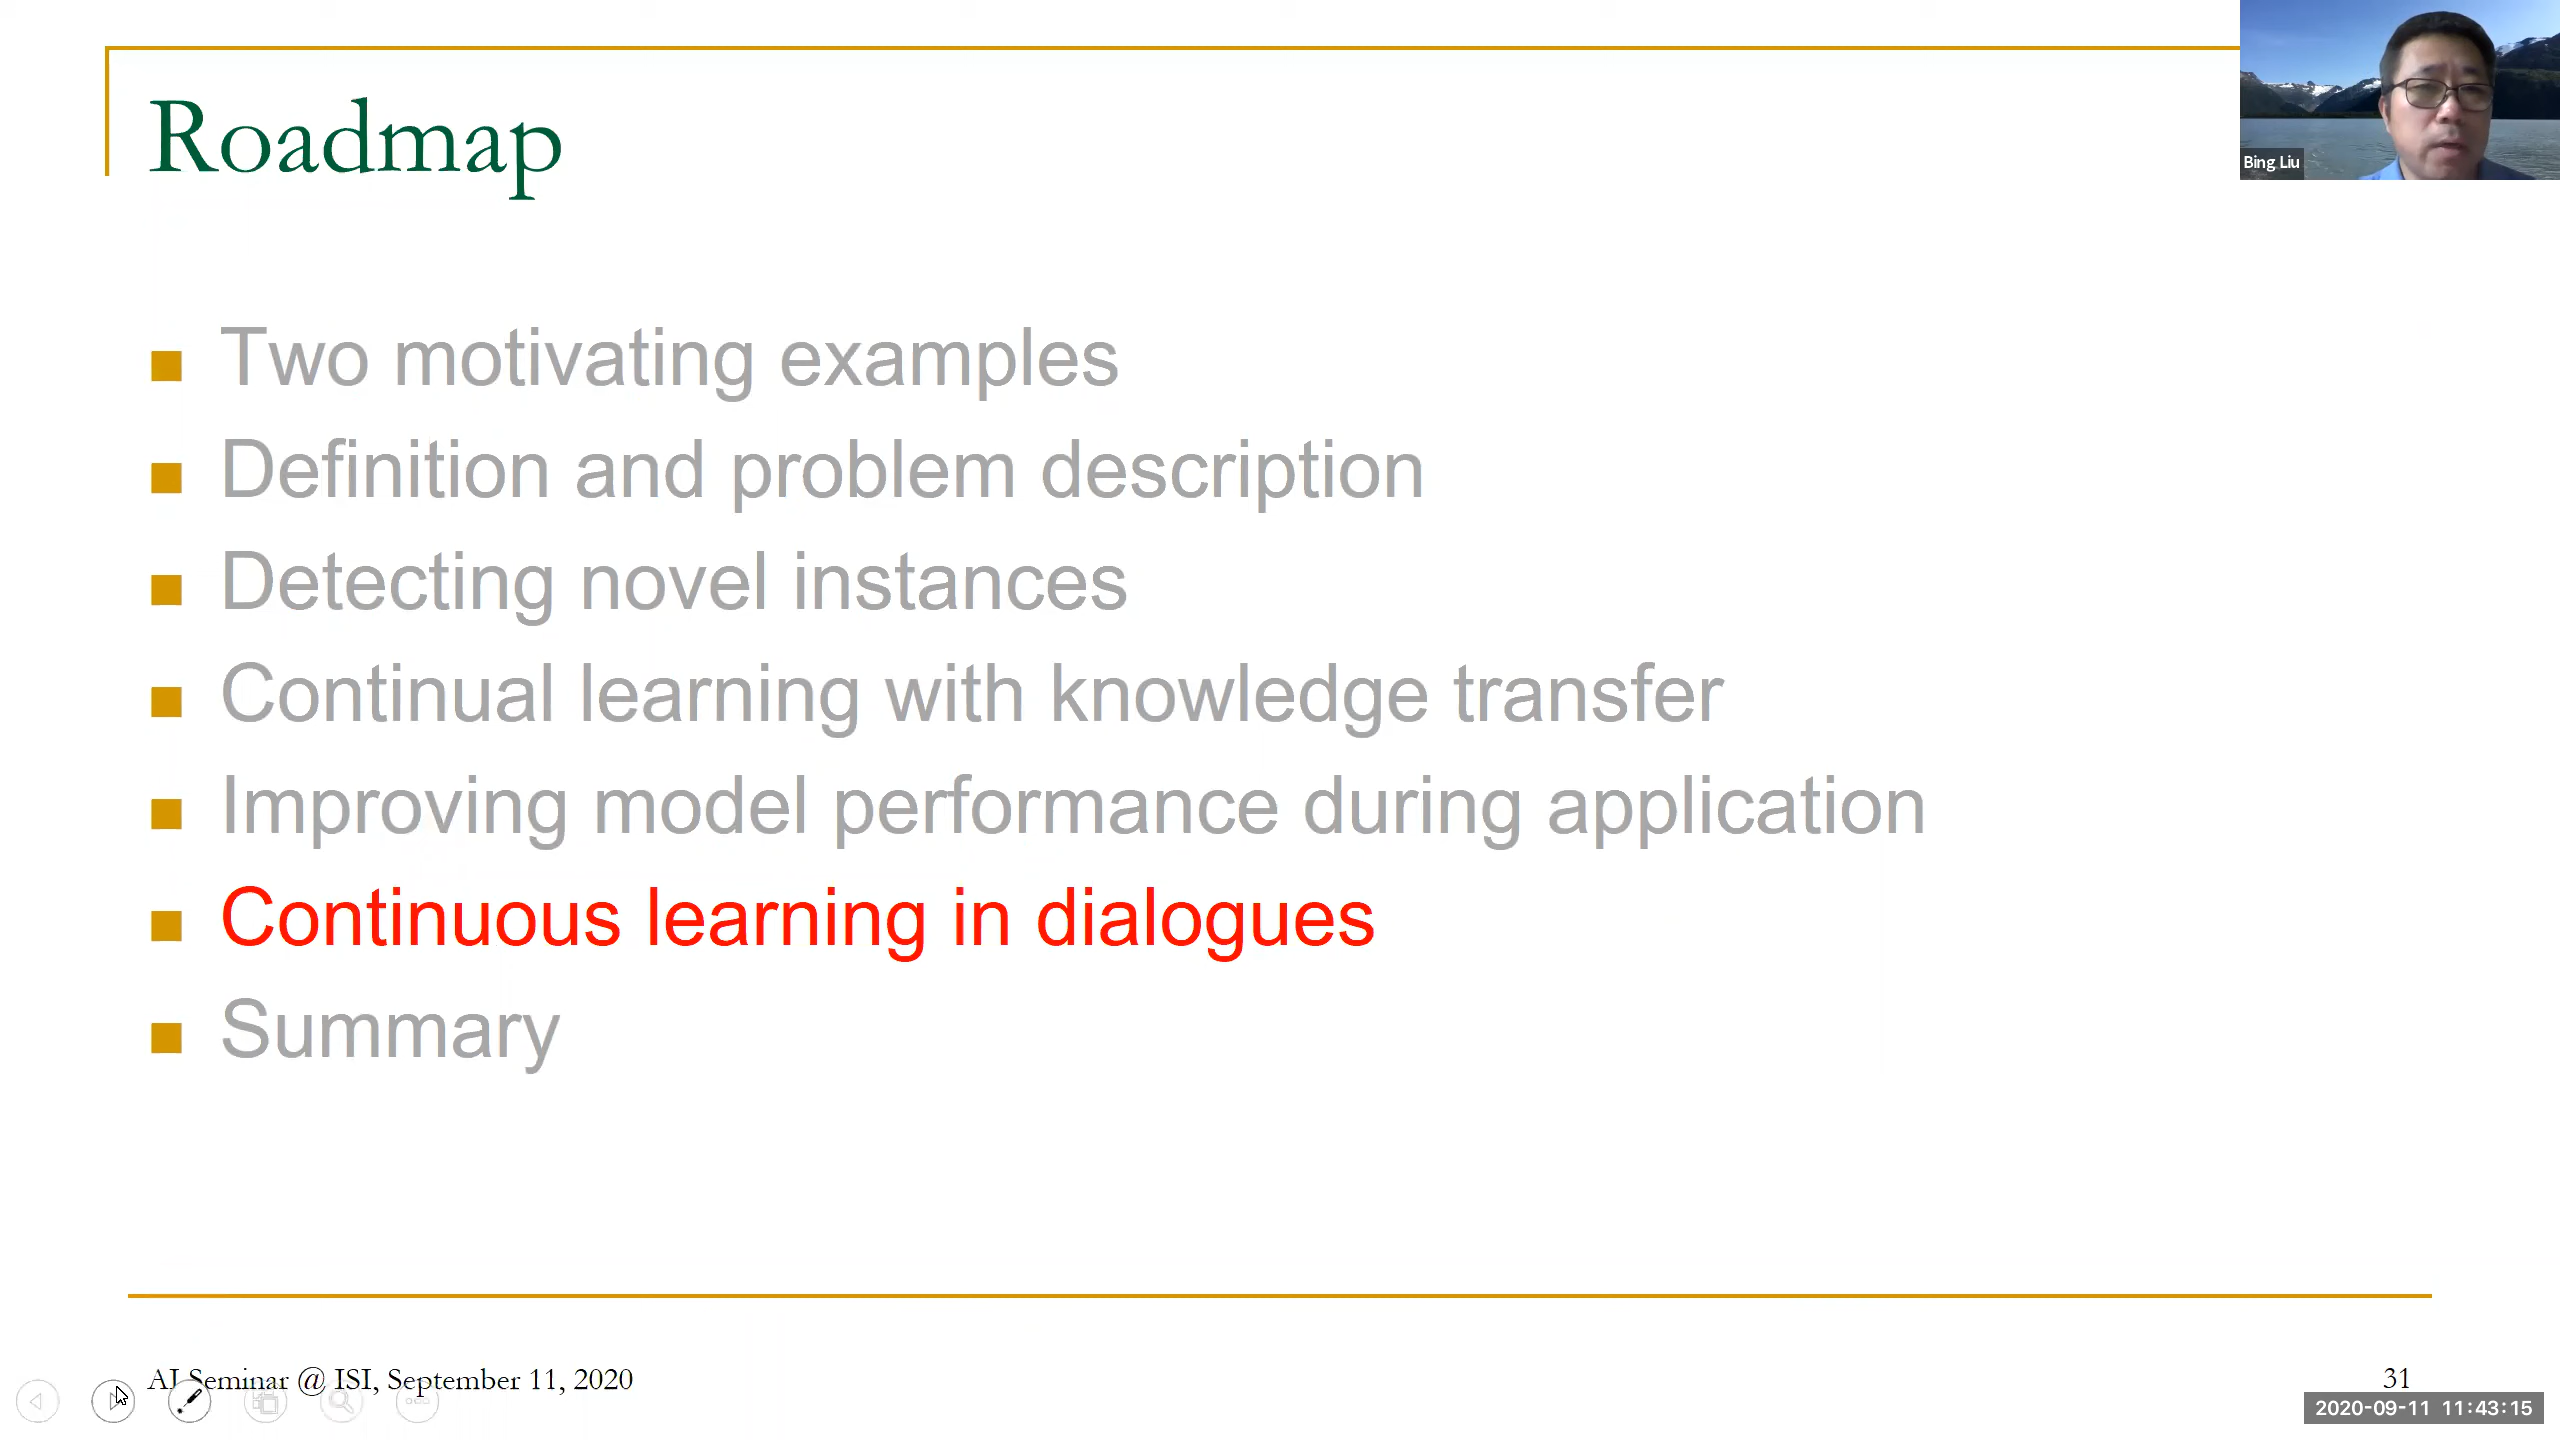 Roadmap
Bing Liu
Two motivating examples
Definition and problem description
Detecting novel instances
Continual learning with knowledge transfer
Improving model performance during application
Continuous learning in dialogues
Summary
AI Seminar @ ISI, September 11, 2020
31
2020-09-11 11:43:15